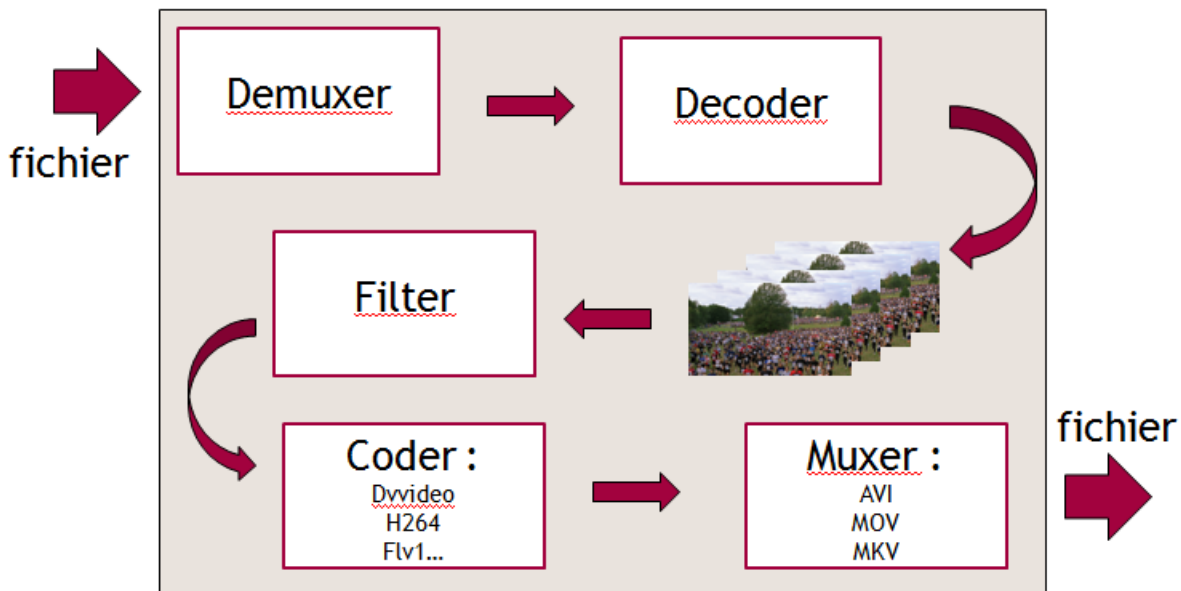 fichier
Demuxer
Decoder
Filter
Coder :
Dvvideo
H264
Flv1...
Muxer :
AVI
MOV
MKV
fichier